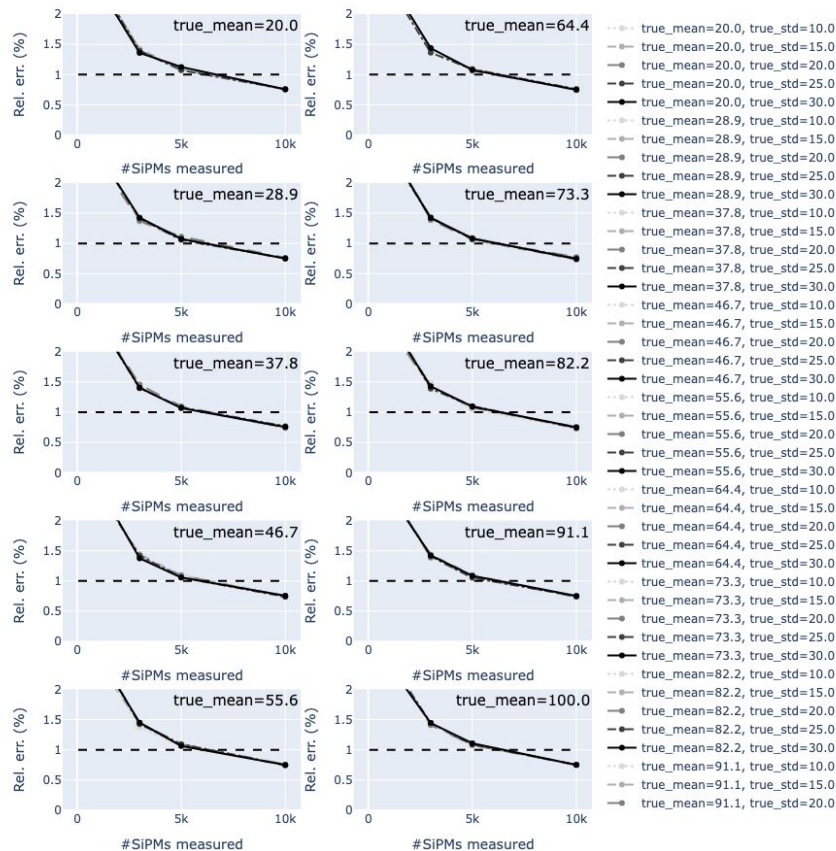 true_mean=20.0
Rel. err. (%)
2
1.5
1
0.5
0
0
5k
10k
#SiPMs measured
true_mean=64.4
Rel. err. (%)
2
1.5
1
0.5
0
0
5k
10k
#SiPMs measured
true_mean=28.9
Rel. err. (%)
2
1.5
1
0.5
0
0
5k
10k
#SiPMs measured
true_mean=73.3
Rel. err. (%)
2
1.5
1
0.5
0
0
5k
10k
#SiPMs measured
true_mean=37.8
Rel. err. (%)
2
1.5
1
0.5
0
0
5k
10k
#SiPMs measured
true_mean=82.2
Rel. err. (%)
2
1.5
1
0.5
0
0
5k
10k
#SiPMs measured
true_mean=46.7
Rel. err. (%)
2
1.5
1
0.5
0
0
5k
10k
#SiPMs measured
true_mean=91.1
Rel. err. (%)
2
1.5
1
0.5
0
0
5k
10k
#SiPMs measured
true_mean=55.6
Rel. err. (%)
2
1.5
1
0.5
0
0
5k
10k
#SiPMs measured
true_mean=100.0
Rel. err. (%)
2
1.5
1
0.5
0
0
5k
10k
#SiPMs measured
true_mean=20.0, true_std=10.0
true_mean=20.0, true_std=15.0
true_mean=20.0, true_std=20.0
true_mean=20.0, true_std=25.0
true_mean=20.0, true_std=30.0
true_mean=28.9, true_std=10.0
true_mean=28.9, true_std=15.0
true_mean=28.9, true_std=20.0
true_mean=28.9, true_std=25.0
true_mean=28.9, true_std=30.0
true_mean=37.8, true_std=10.0
true_mean=37.8, true_std=15.0
true_mean=37.8, true_std=20.0
true_mean=37.8, true_std=25.0
true_mean=37.8, true_std=30.0
true_mean=46.7, true_std=10.0
true_mean=46.7, true_std=15.0
true_mean=46.7, true_std=20.0
true_mean=46.7, true_std=25.0
true_mean=46.7, true_std=30.0
true_mean=55.6, true_std=10.0
true_mean=55.6, true_std=15.0
true_mean=55.6, true_std=20.0
true_mean=55.6, true_std=25.0
true_mean=55.6, true_std=30.0
true_mean=64.4, true_std=10.0
true_mean=64.4, true_std=15.0
true_mean=64.4, true_std=20.0
true_mean=64.4, true_std=25.0
true_mean=64.4, true_std=30.0
true_mean=73.3, true_std=10.0
true_mean=73.3, true_std=15.0
true_mean=73.3, true_std=20.0
true_mean=73.3, true_std=25.0
true_mean=73.3, true_std=30.0
true_mean=82.2, true_std=10.0
true_mean=82.2, true_std=15.0
true_mean=82.2, true_std=20.0
true_mean=82.2, true_std=25.0
true_mean=82.2, true_std=30.0
true_mean=91.1, true_std=10.0
true_mean=91.1, true_std=15.0
true_mean=91.1, true_std=20.0